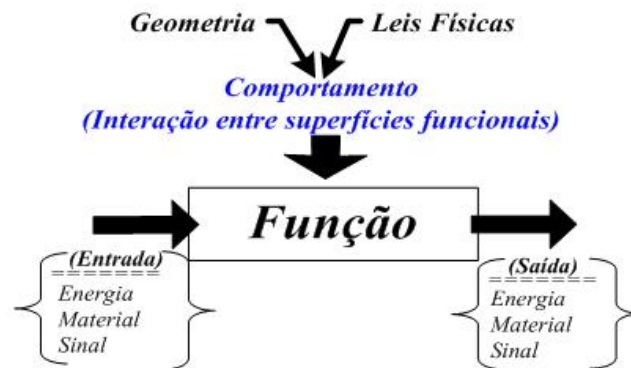 Geometria Leis Físicas
Comportamento
(Interação entre superfícies funcionais)
Função
(Entrada)
======
Energia
Material
Sinal
(Saída)
======
Energia
Material
Sinal